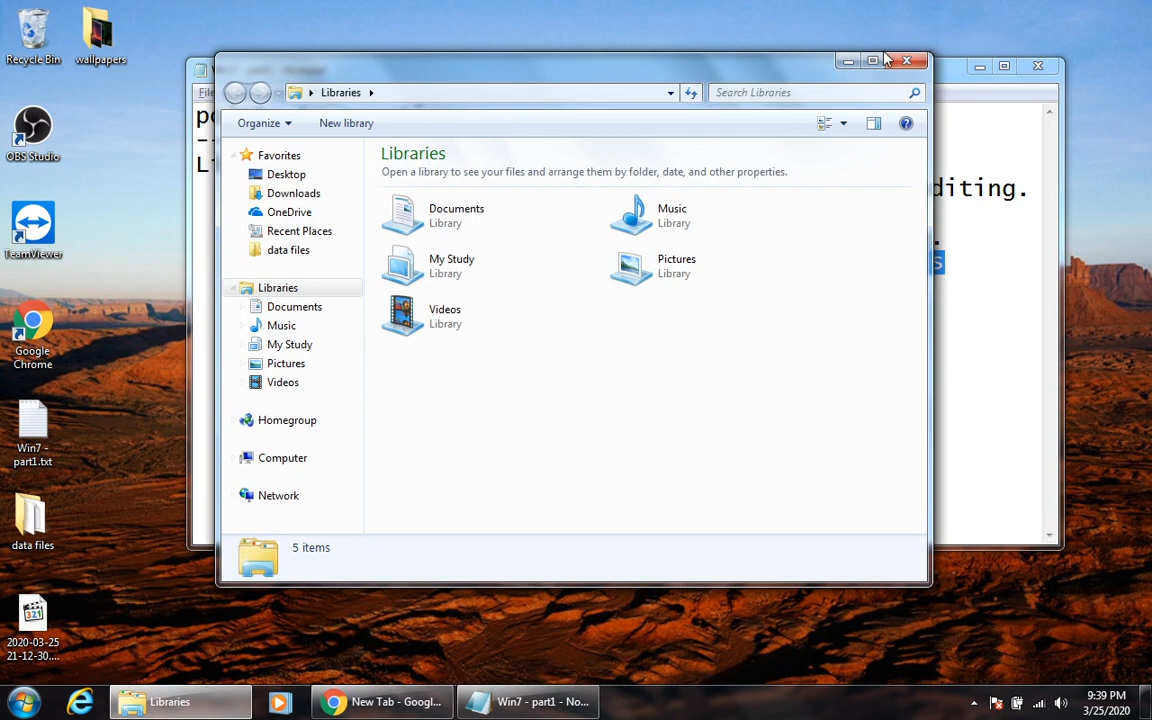 Recycle Bin
wallpapers
OBS Studio
TeamViewer
Google
Chrome
Win7 -
part1.txt
data files
2020-03-25
21-12-30....
File
diting.
s
Libraries
Search Libraries
Organize
New library
Favorites
Desktop
Downloads
OneDrive
Recent Places
data files
Libraries
Documents
Music
My Study
Pictures
Videos
Homegroup
Computer
Network
Libraries
Open a library to see your files and arrange them by folder, date, and other properties.
Documents
Library
Music
Library
My Study
Library
Pictures
Library
Videos
Library
5 items
Libraries
New Tab - Googl...
Win7 - part1 - No...
9:39 PM
3/25/2020